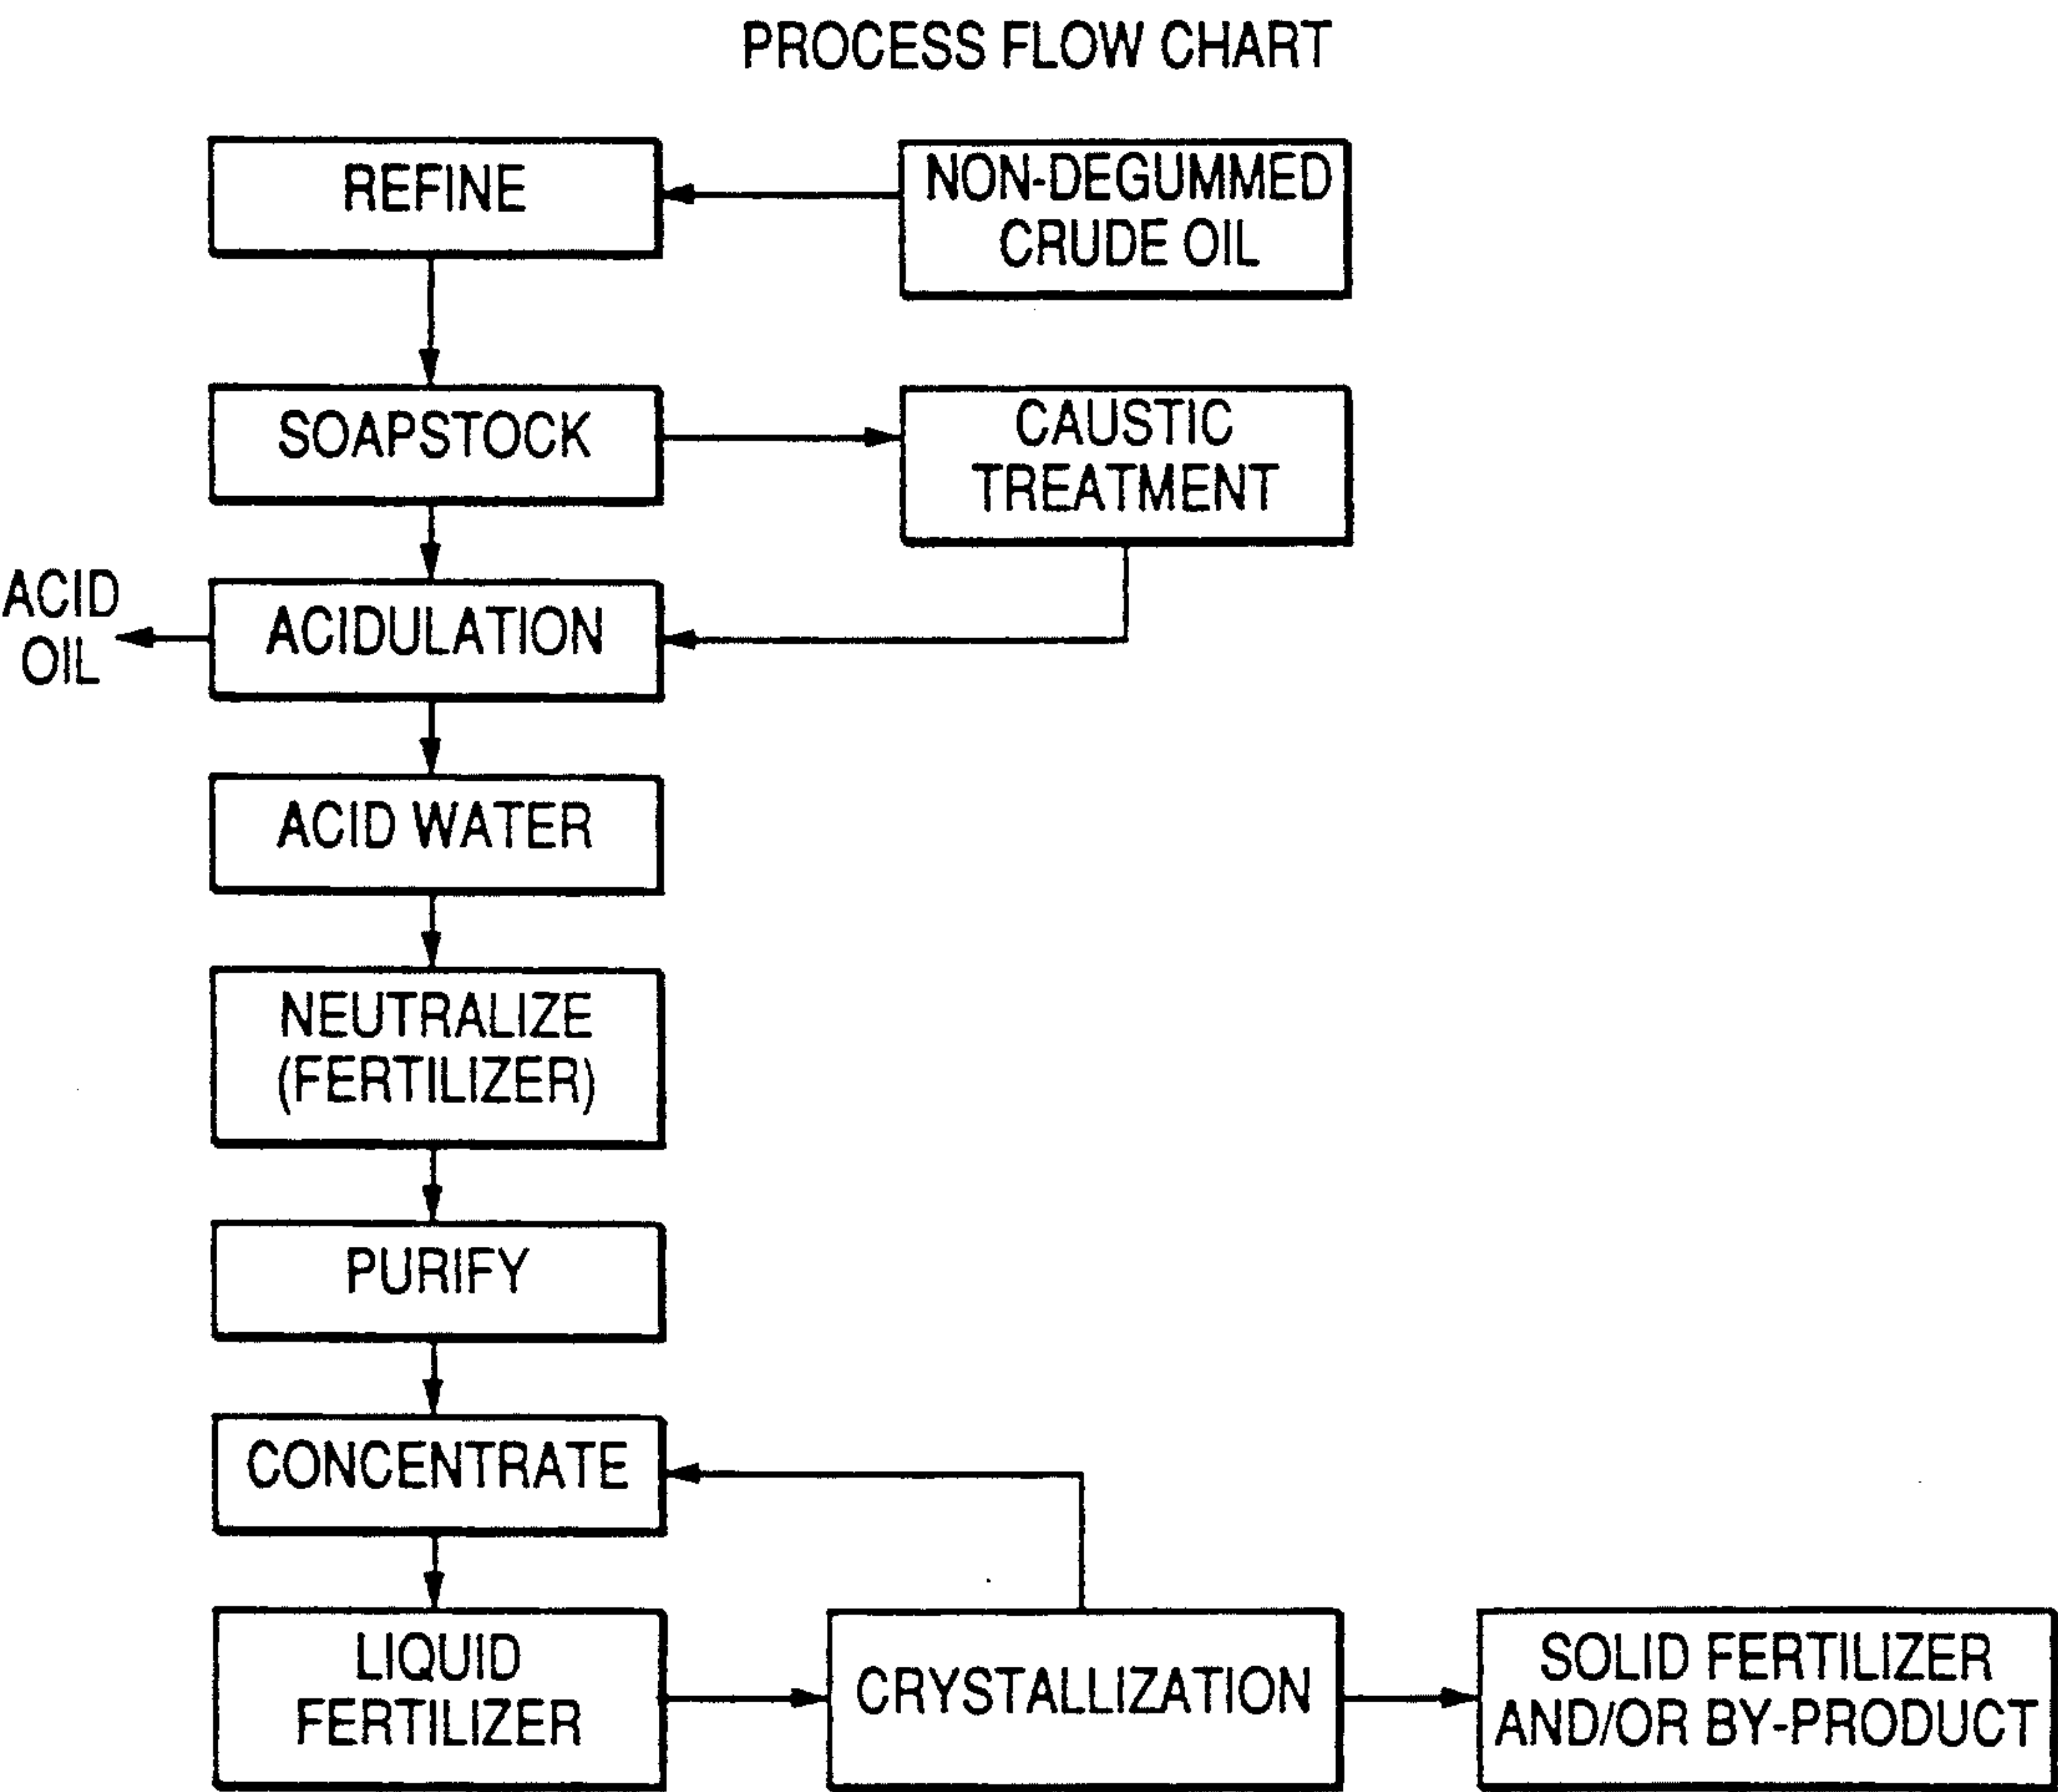 PROCESS FLOW CHART
REFINE
NON-DEGUMMED
CRUDE OIL
SOAPSTOCK
CAUSTIC
TREATMENT
ACID
OIL
ACIDULATION
ACID WATER
NEUTRALIZE
(FERTILIZER)
PURIFY
CONCENTRATE
LIQUID
FERTILIZER
CRYSTALLIZATION
SOLID FERTILIZER
AND/OR BY-PRODUCT